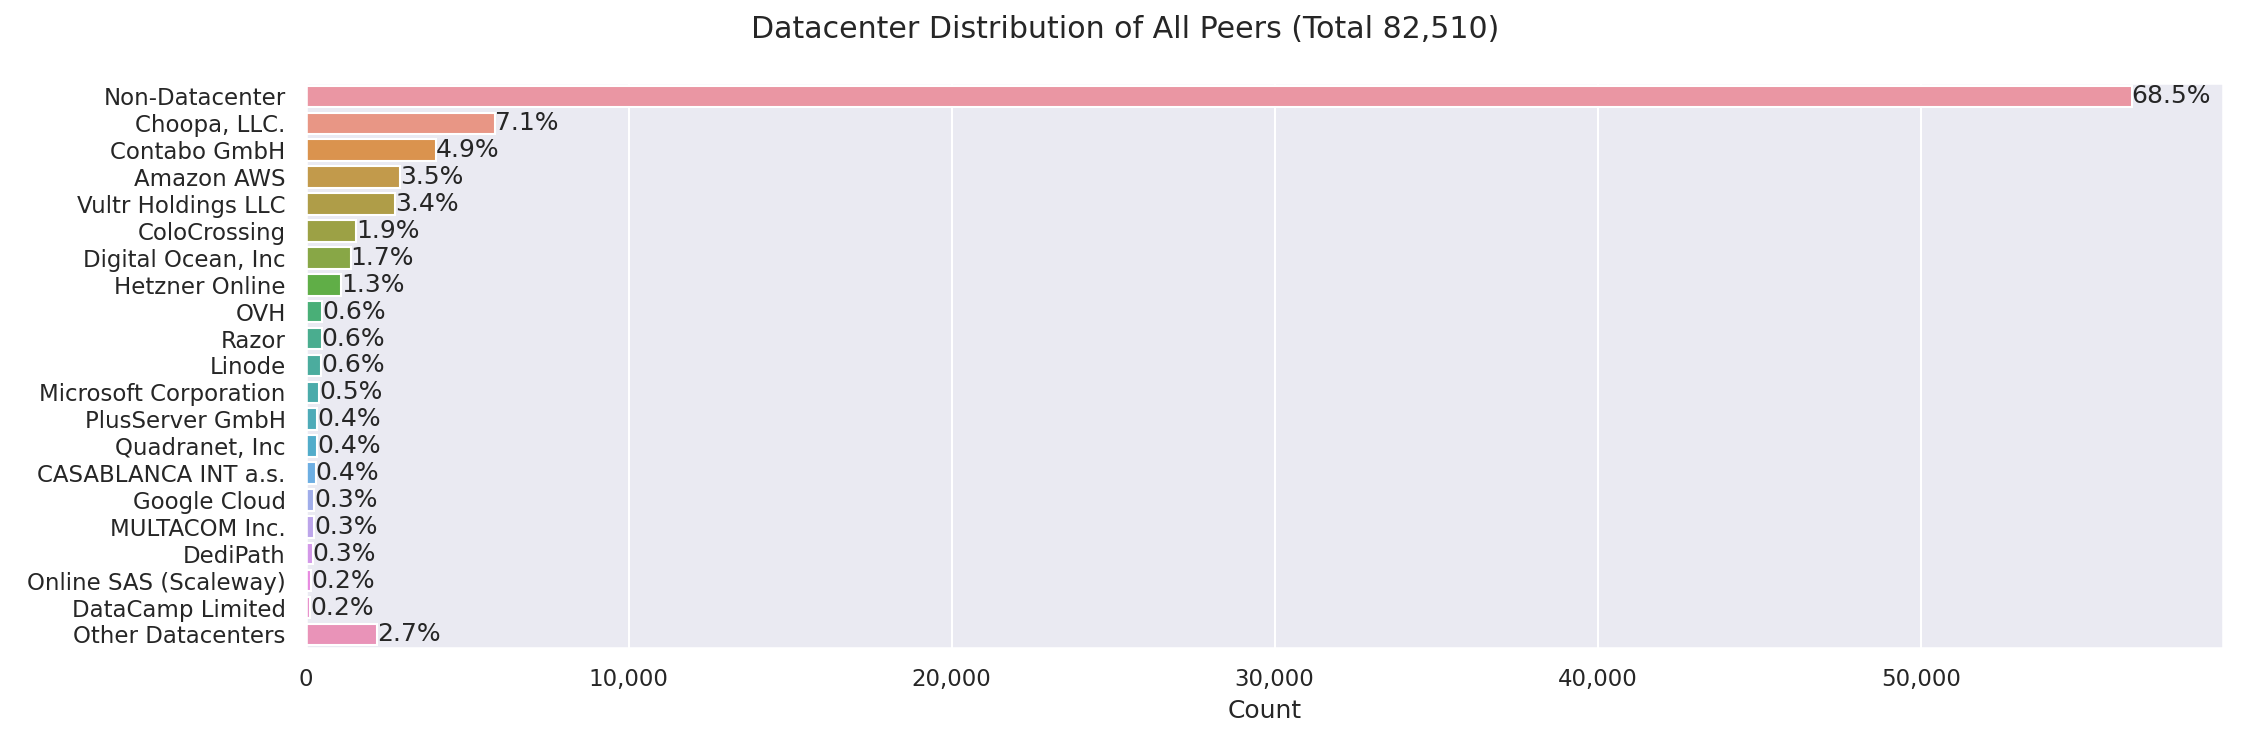 Datacenter Distribution of All Peers (Total 82,510)
Non-Datacenter 68.5%
Choopa, LLC. 7.1%
Contabo GmbH 4.9%
Amazon AWS 3.5%
Vultr Holdings LLC 3.4%
ColoCrossing 1.9%
Digital Ocean, Inc 1.7%
Hetzner Online 1.3%
OVH 0.6%
Razor 0.6%
Linode 0.6%
Microsoft Corporation 0.5%
PlusServer GmbH 0.4%
Quadranet, Inc 0.4%
CASABLANCA INT a.s. 0.4%
Google Cloud 0.3%
MULTACOM Inc. 0.3%
DediPath 0.3%
Online SAS (Scaleway) 0.2%
DataCamp Limited 0.2%
Other Datacenters 2.7%
0 10,000 20,000 30,000 40,000 50,000
Count